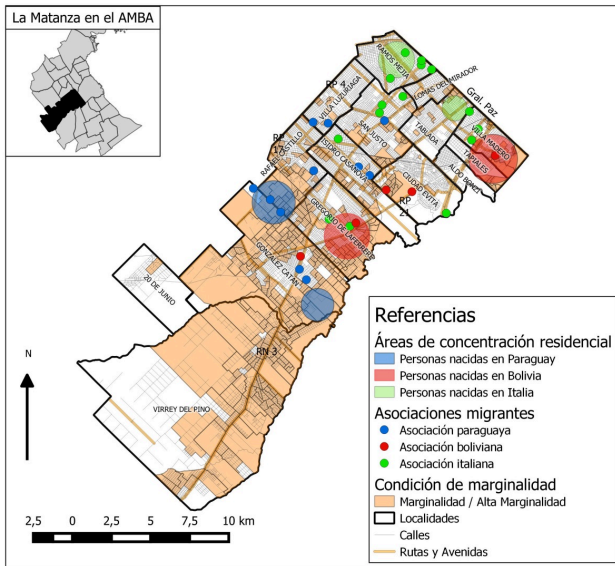 La Matanza en el AMBA
RAMOS MEJIA
LOMAS DEL MIRADOR
Gral. Paz
RP 4
VILLA LUZURIAGA
SAN JUSTO
TABLADA
VILLA MADERO
TAPIALES
RP
17
RAFAEL CASTILLO
ISIDRO CASANOVA
CIUDAD EVITA
ALDO BONZI
RP
21
GREGORIO DE LAFERRERE
GONZALEZ CATAN
20 DE JUNIO
RN 3
VIRREY DEL PINO
N
2,5 0 2,5 5 7,5 10 km
Referencias
Áreas de concentración residencial
Personas nacidas en Paraguay
Personas nacidas en Bolivia
Personas nacidas en Italia
Asociaciones migrantes
Asociación paraguaya
Asociación boliviana
Asociación italiana
Condición de marginalidad
Marginalidad / Alta Marginalidad
Localidades
Calles
Rutas y Avenidas